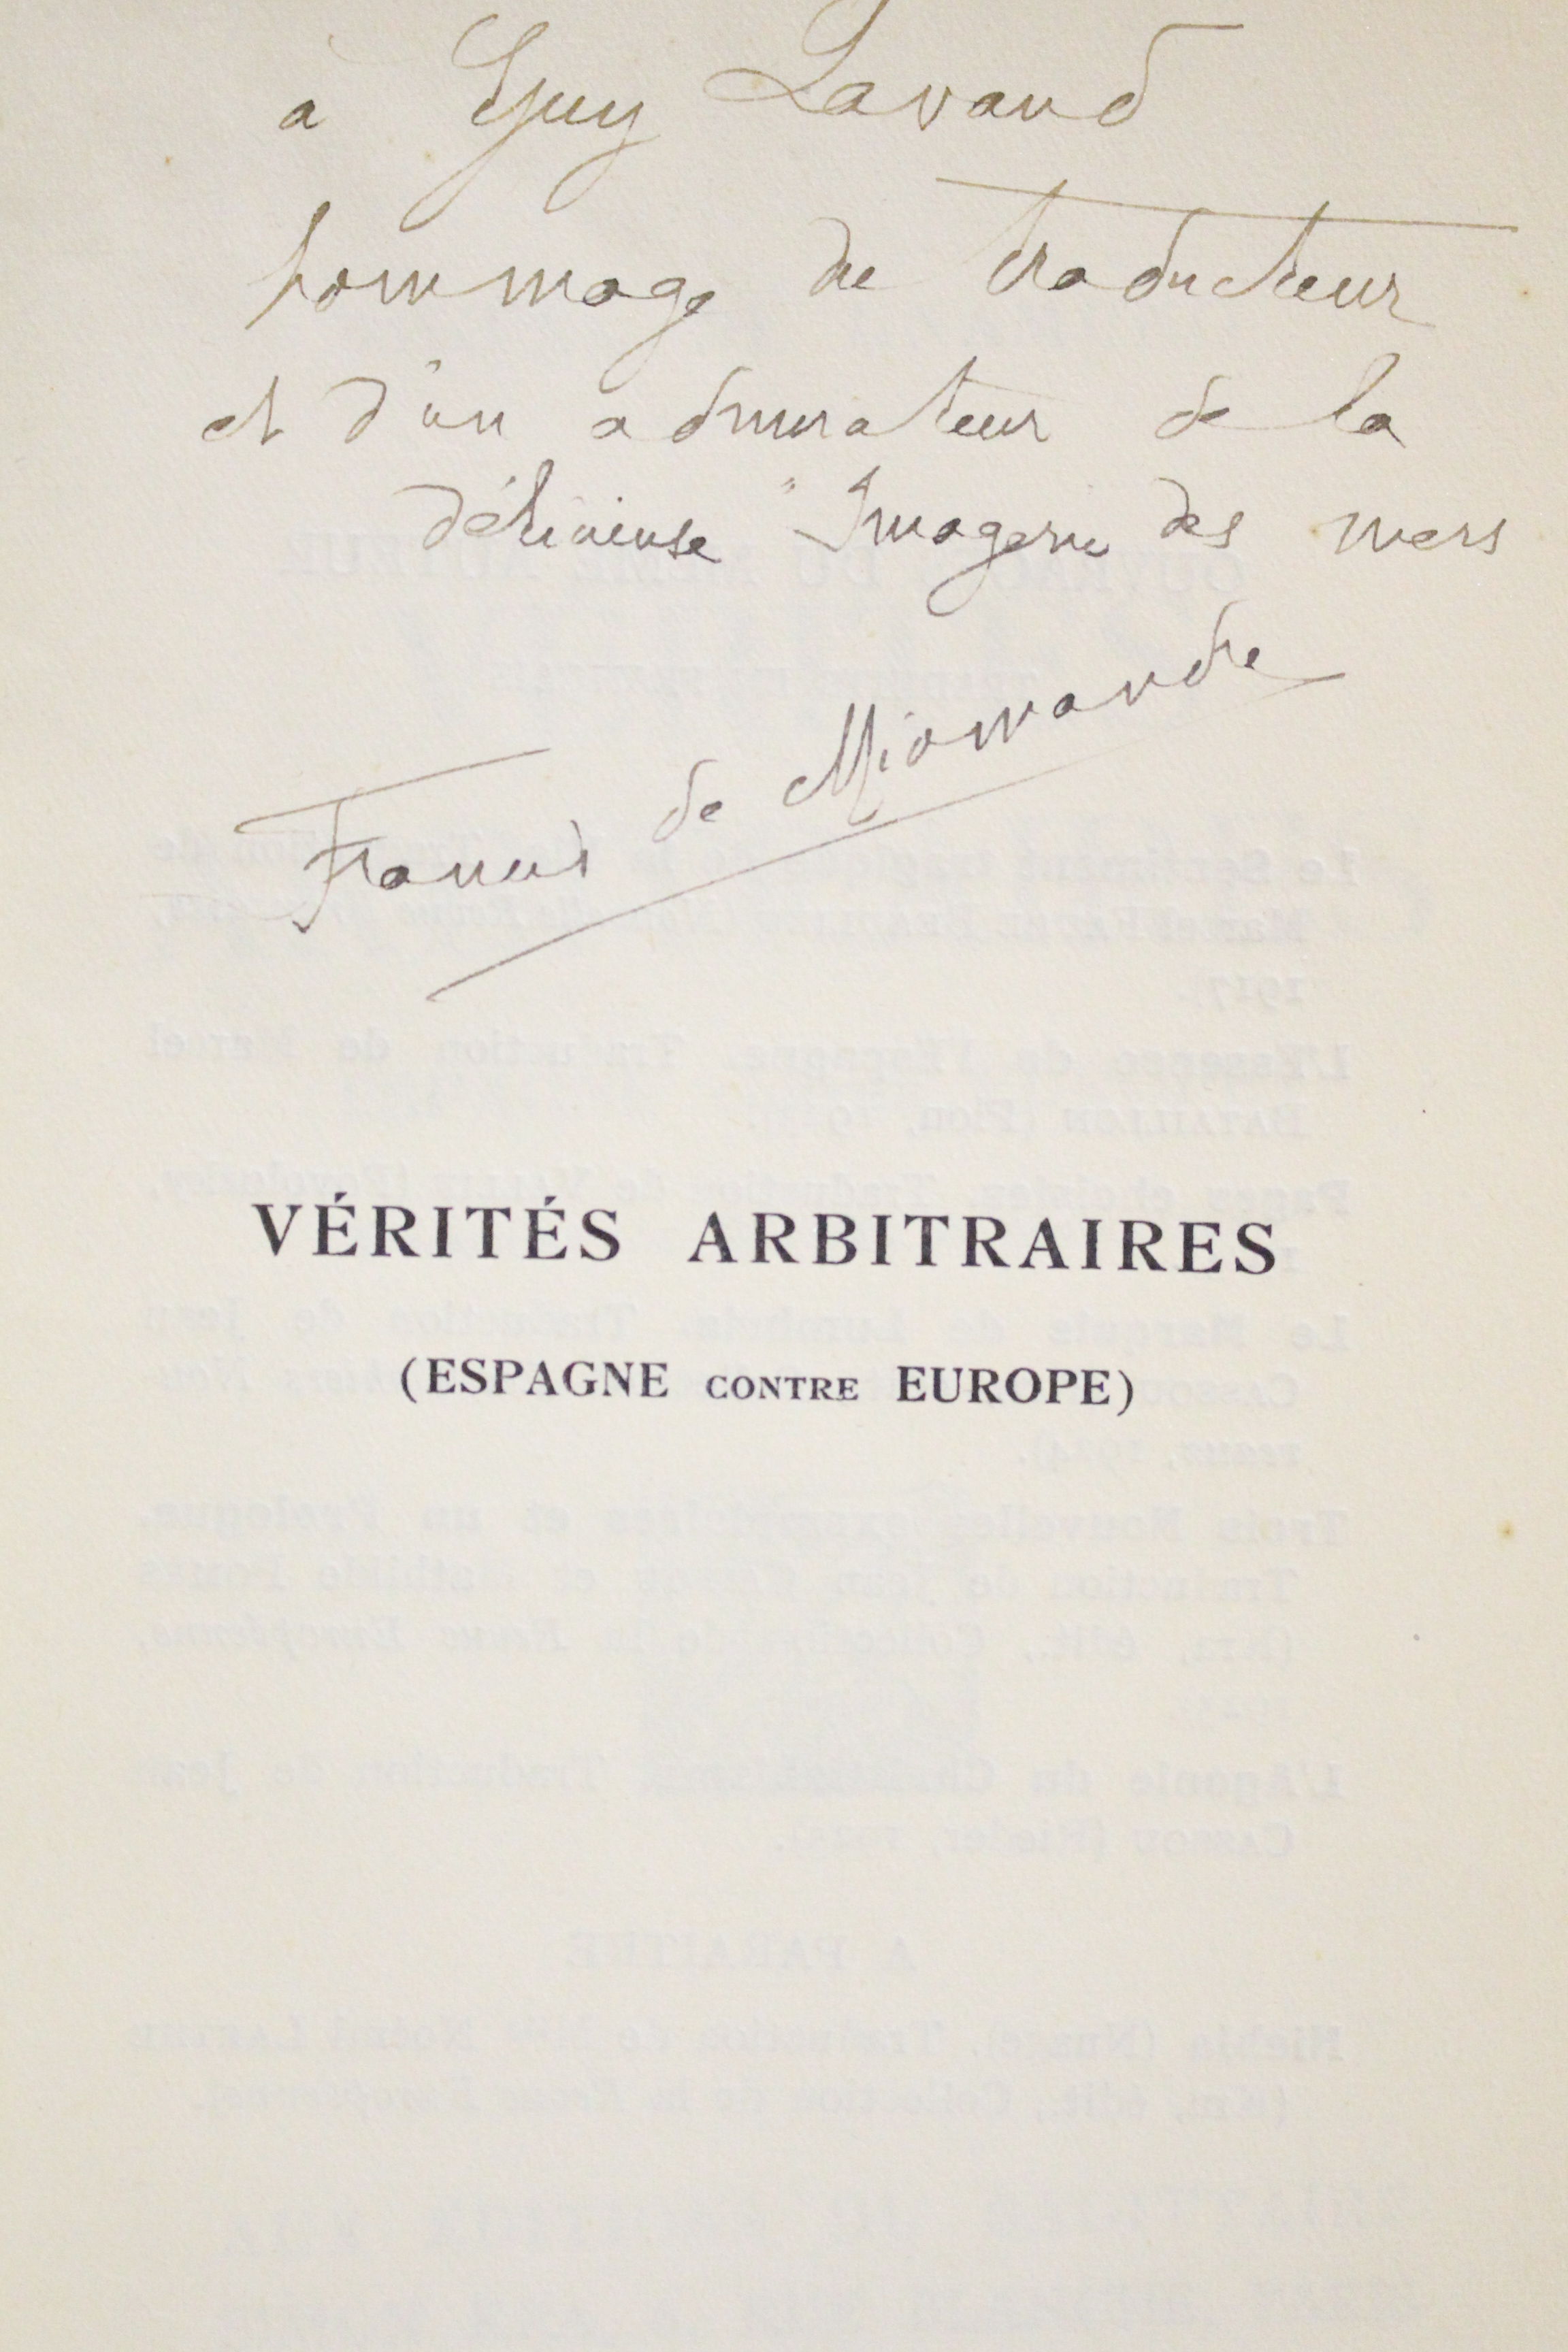 à Guy Lavaud
hommage du traducteur
et d'un admirateur de la
délicieuse "Imagerie des mers
Francis de Miomandre
VÉRITÉS ARBITRAIRES
(ESPAGNE CONTRE EUROPE)